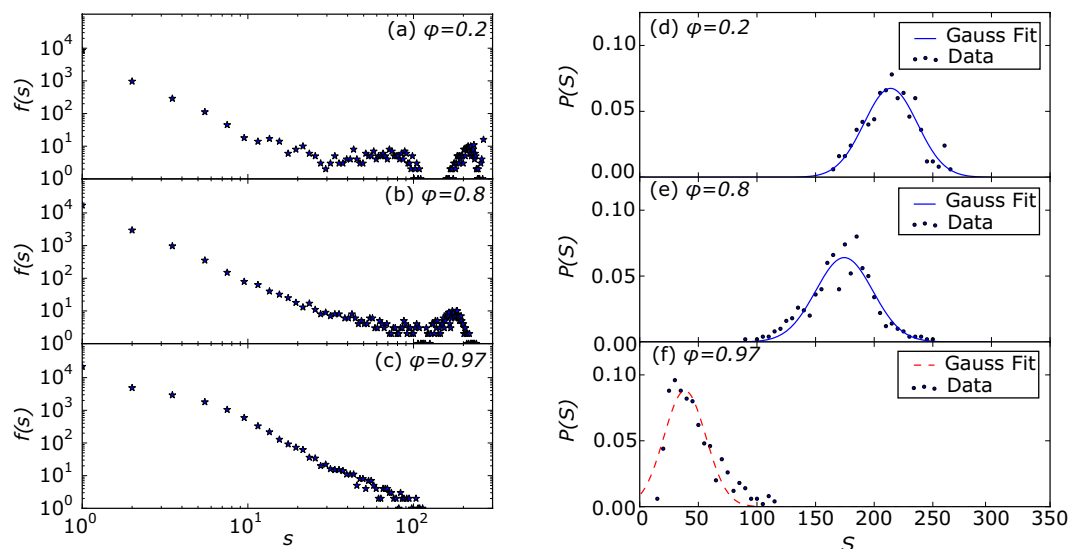 (a) φ=0.2
10⁴
10³
10²
10¹
10⁰
f(s)
(b) φ=0.8
10⁴
10³
10²
10¹
10⁰
f(s)
(c) φ=0.97
10⁴
10³
10²
10¹
10⁰
f(s)
10⁰ 10¹ 10²
s
(d) φ=0.2
Gauss Fit
Data
0.10
0.05
0.00
P(S)
(e) φ=0.8
Gauss Fit
Data
0.10
0.05
0.00
P(S)
(f) φ=0.97
Gauss Fit
Data
0.10
0.05
0.00
P(S)
0 50 100 150 200 250 300 350
S